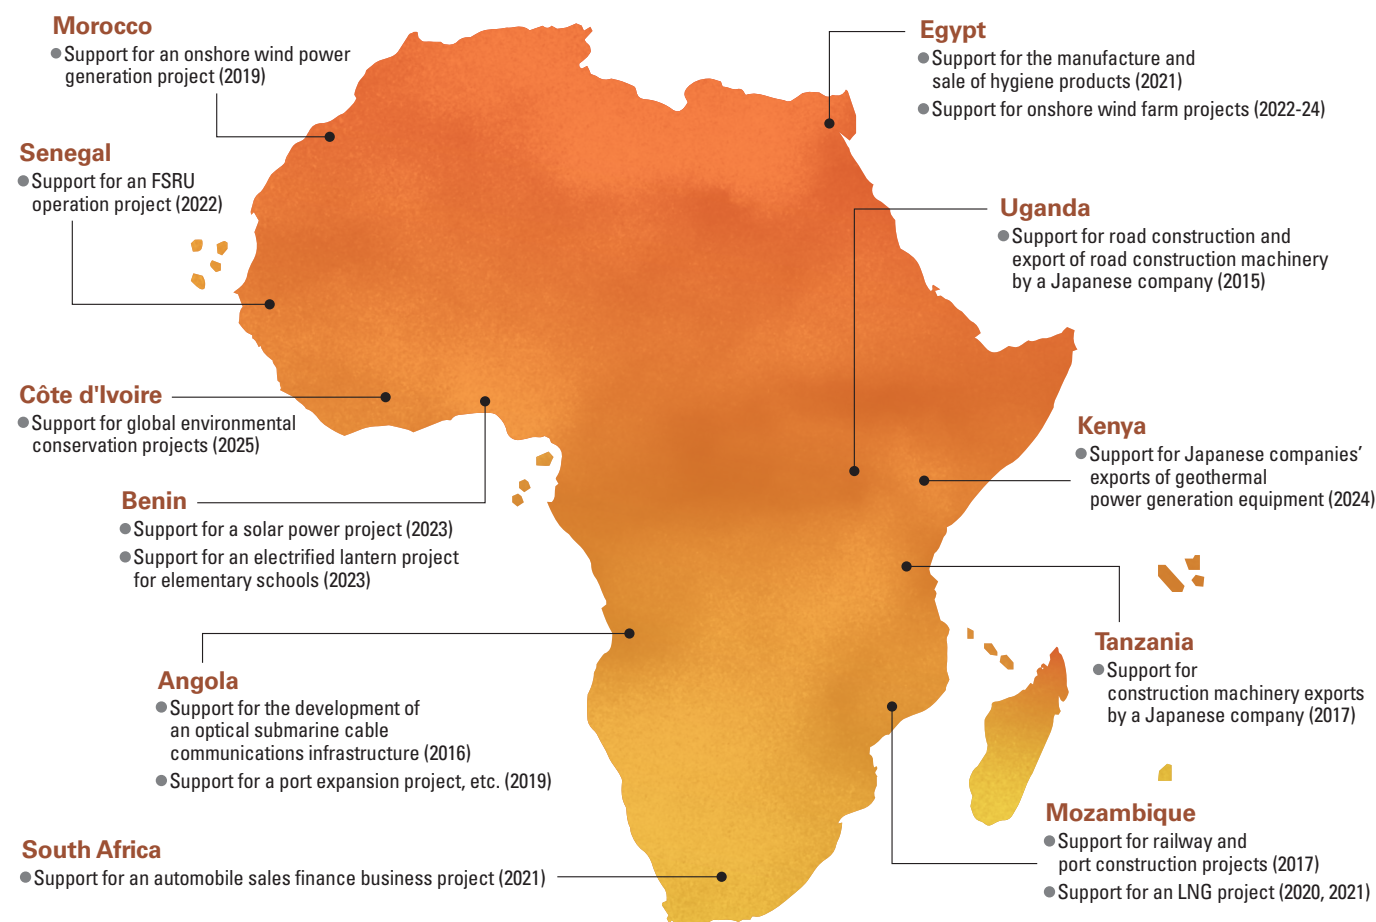 Morocco
●Support for an onshore wind power
generation project (2019)
Senegal
●Support for an FSRU
operation project (2022)
Côte d'Ivoire
●Support for global environmental
conservation projects (2025)
Benin
●Support for a solar power project (2023)
●Support for an electrified lantern project
for elementary schools (2023)
Angola
●Support for the development of
an optical submarine cable
communications infrastructure (2016)
●Support for a port expansion project, etc. (2019)
South Africa
●Support for an automobile sales finance business project (2021)
Egypt
●Support for the manufacture and
sale of hygiene products (2021)
●Support for onshore wind farm projects (2022-24)
Uganda
●Support for road construction and
export of road construction machinery
by a Japanese company (2015)
Kenya
●Support for Japanese companies’
exports of geothermal
power generation equipment (2024)
Tanzania
●Support for
construction machinery exports
by a Japanese company (2017)
Mozambique
●Support for railway and
port construction projects (2017)
●Support for an LNG project (2020, 2021)